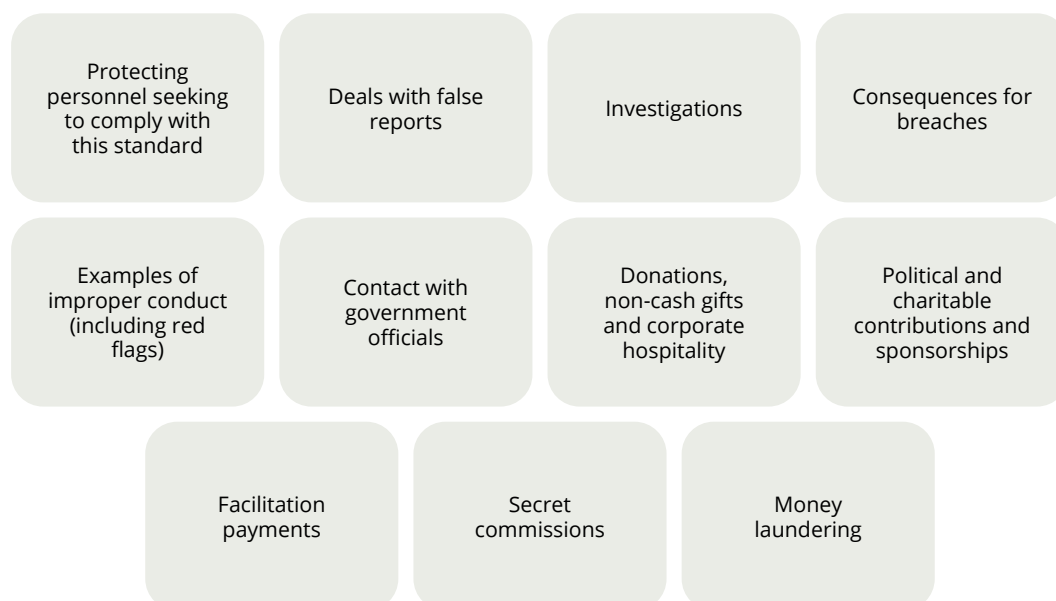 Protecting
personnel seeking
to comply with
this standard
Deals with false
reports
Investigations
Consequences for
breaches
Examples of
improper conduct
(including red
flags)
Contact with
government
officials
Donations,
non-cash gifts
and corporate
hospitality
Political and
charitable
contributions and
sponsorships
Facilitation
payments
Secret
commissions
Money
laundering